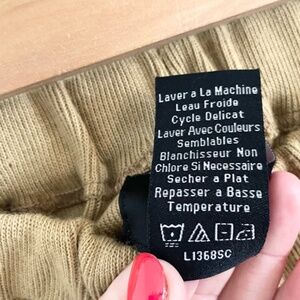 Laver a La Machine
Leau Froide
Cycle Delicat
Laver Avec Couleurs
Semblables
Blanchisseur Non
Chlore Si Necessaire
Secher a Plat
Repasser a Basse
Temperature
L1368SC